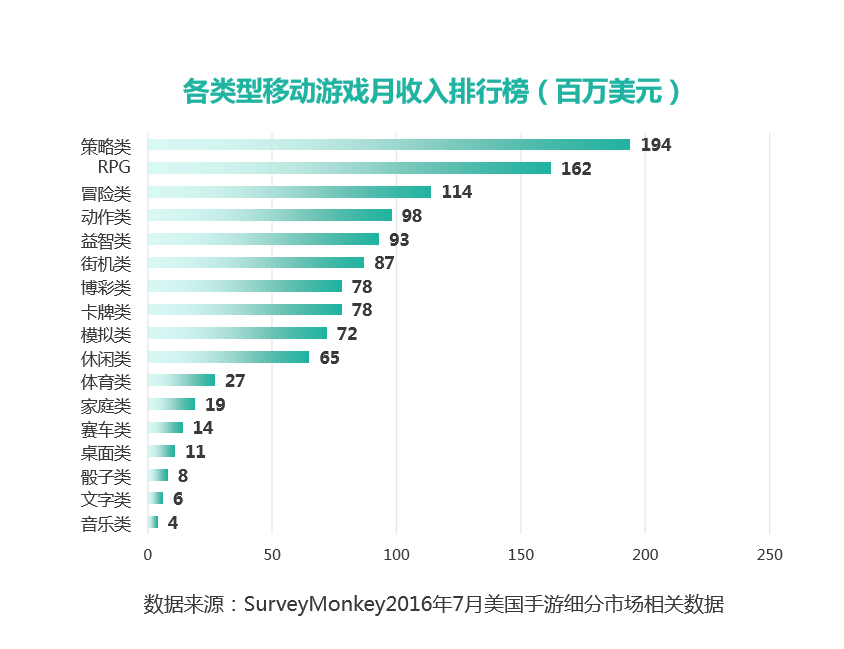 各类型移动游戏月收入排行榜（百万美元）
策略类 194
RPG 162
冒险类 114
动作类 98
益智类 93
街机类 87
博彩类 78
卡牌类 78
模拟类 72
休闲类 65
体育类 27
家庭类 19
赛车类 14
桌面类 11
骰子类 8
文字类 6
音乐类 4
0 50 100 150 200 250
数据来源：SurveyMonkey2016年7月美国手游细分市场相关数据